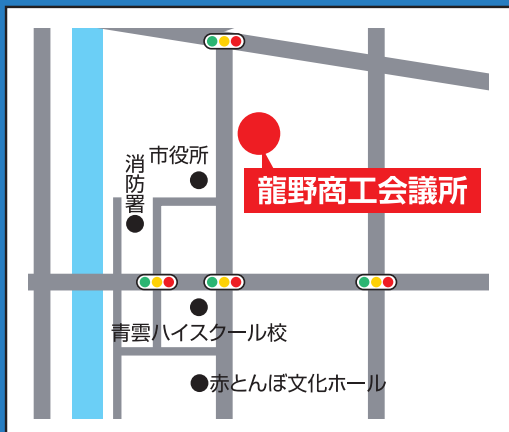 市役所
消防署
龍野商工会議所
青雲ハイスクール校
赤とんぼ文化ホール